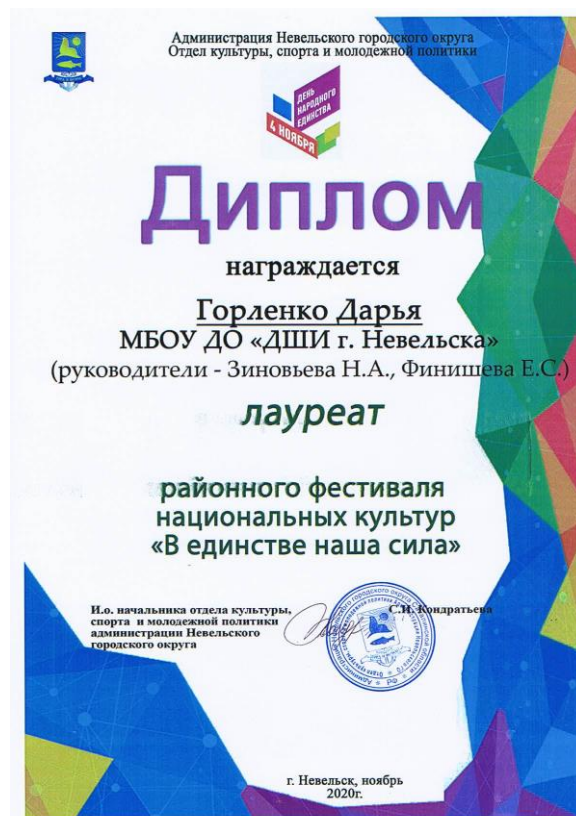 Администрация Невельского городского округа
Отдел культуры, спорта и молодежной политики
ДЕНЬ
НАРОДНОГО
ЕДИНСТВА
4 НОЯБРЯ
Диплом
награждается
Горленко Дарья
МБОУ ДО «ДШИ г. Невельска»
(руководители - Зиновьева Н.А., Финишева Е.С.)
лауреат
районного фестиваля
национальных культур
«В единстве наша сила»
И.о. начальника отдела культуры,
спорта и молодежной политики
администрации Невельского
городского округа
С.И. Кондратьева
г. Невельск, ноябрь
2020г.